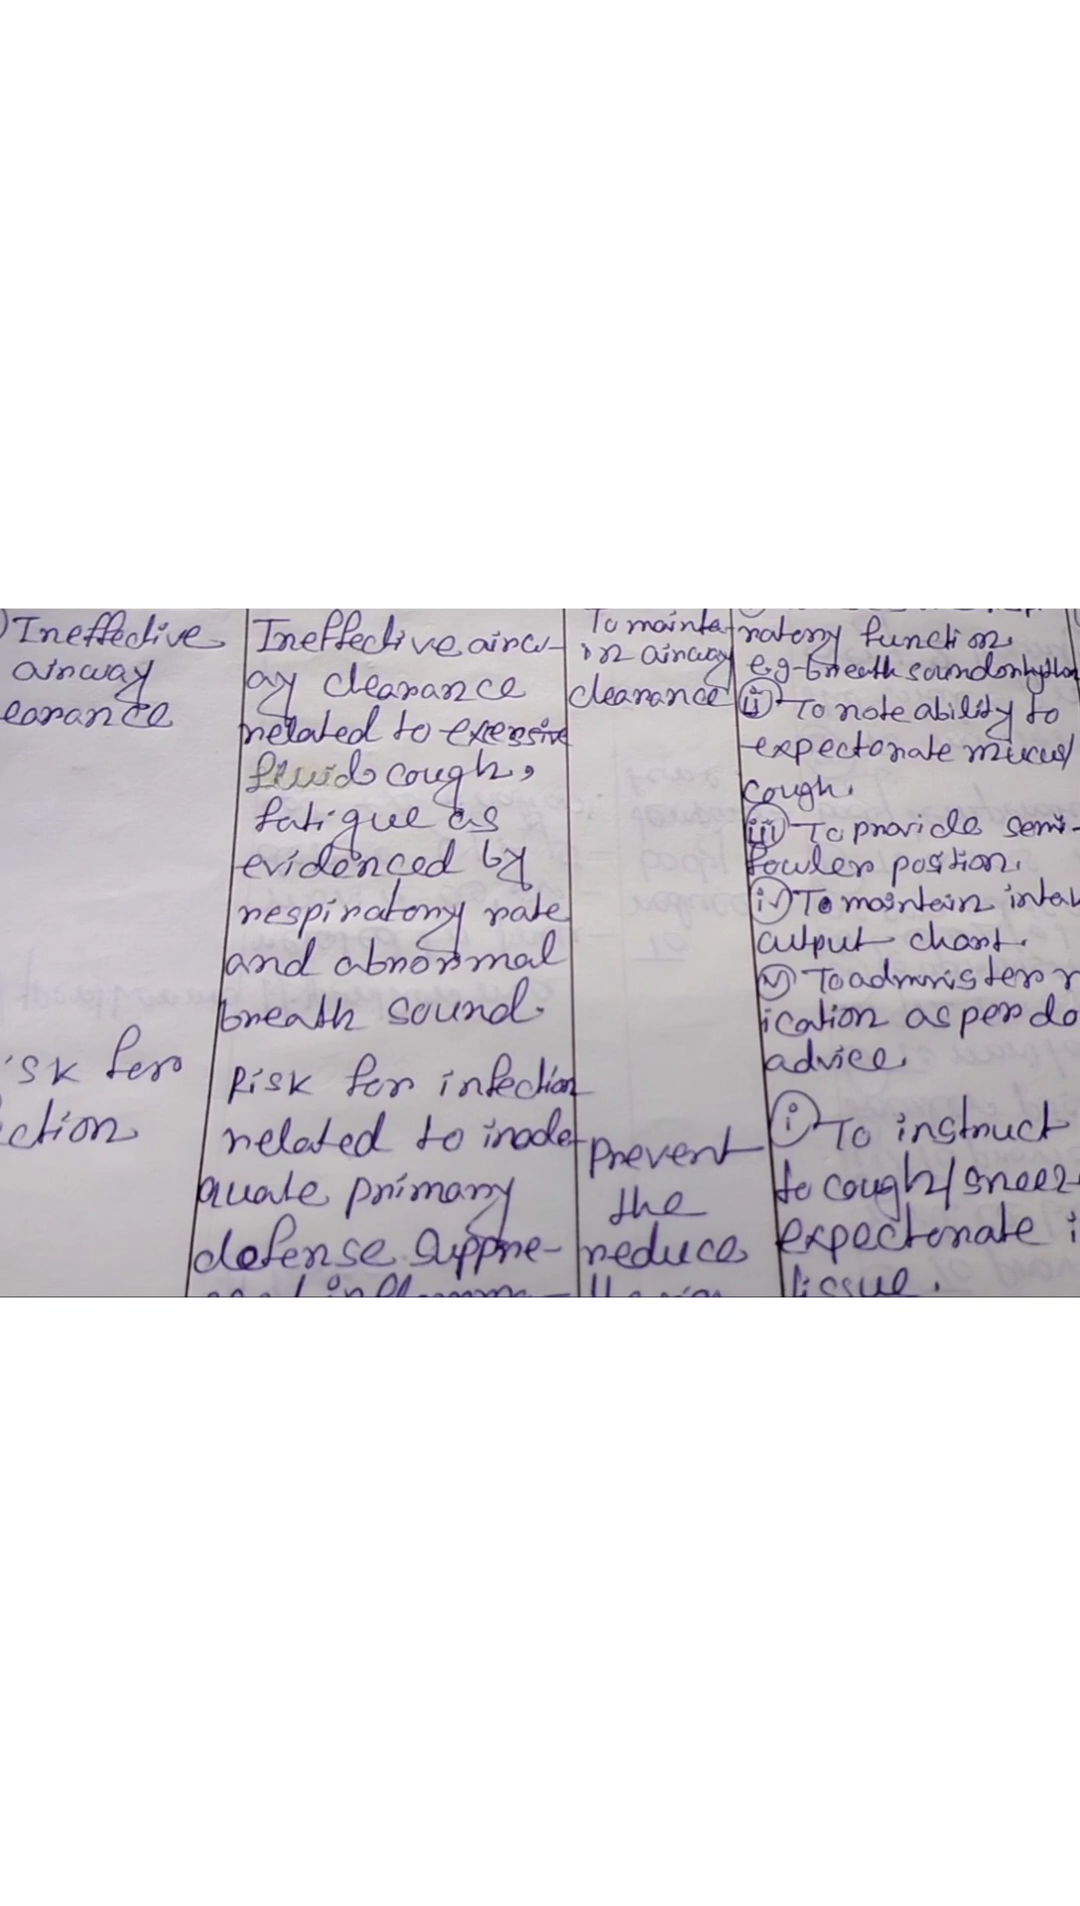 Ineffective
airway
earance
Ineffective airw-
ay clearance
related to exessive
fluid cough,
fatigue as
evidenced by
respiratory rate
and abnormal
breath sound.
To mainta-
in airway
clearance
ratory function
e.g-breath sound
ii To note ability to
expectorate mucus/
cough.
iii To provide semi-
fowler position.
iv To maintain
output chart.
v To
ication as per do
advice
isk for
ction
Risk for infection
related to inade-
quate primary
defense Suppre-
Prevent
the
reduce
i To instruct
to cough/sneez
expectorate i
tissue.